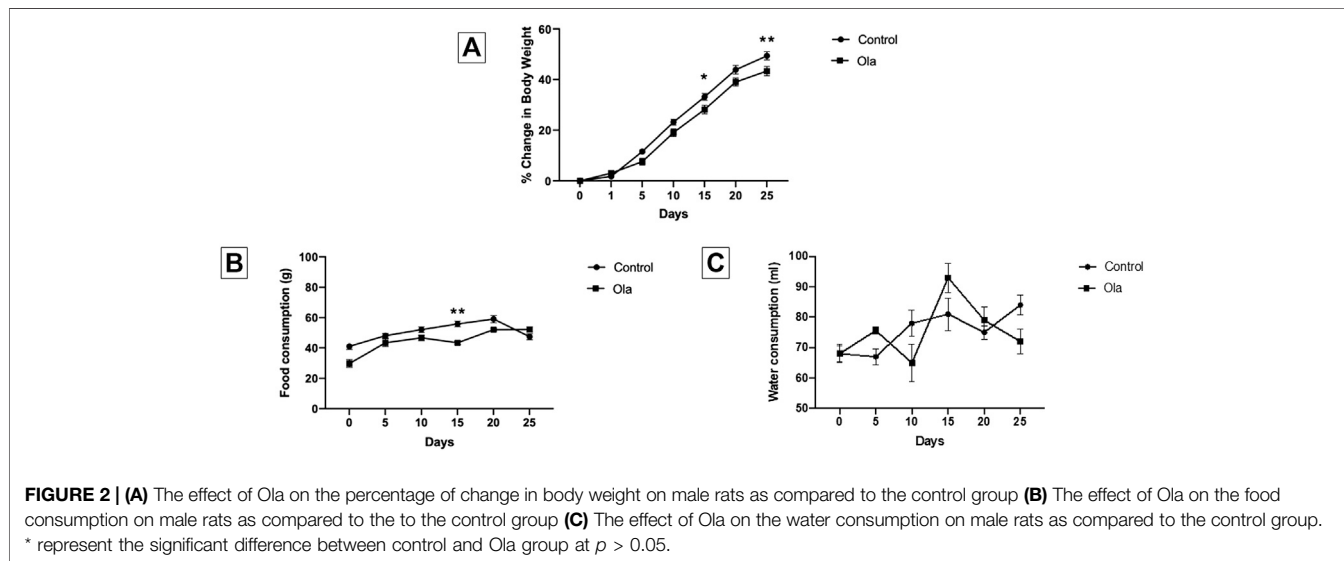 A
60
40
20
0
% Change in Body Weight
*
**
0 1 5 10 15 20 25
Days
Control
Ola
B
100
80
60
40
20
0
Food consumption (g)
**
0 5 10 15 20 25
Days
Control
Ola
C
100
90
80
70
60
50
Water consumption (ml)
0 5 10 15 20 25
Days
Control
Ola
FIGURE 2 | (A) The effect of Ola on the percentage of change in body weight on male rats as compared to the control group (B) The effect of Ola on the food
consumption on male rats as compared to the to the control group (C) The effect of Ola on the water consumption on male rats as compared to the control group.
* represent the significant difference between control and Ola group at p > 0.05.